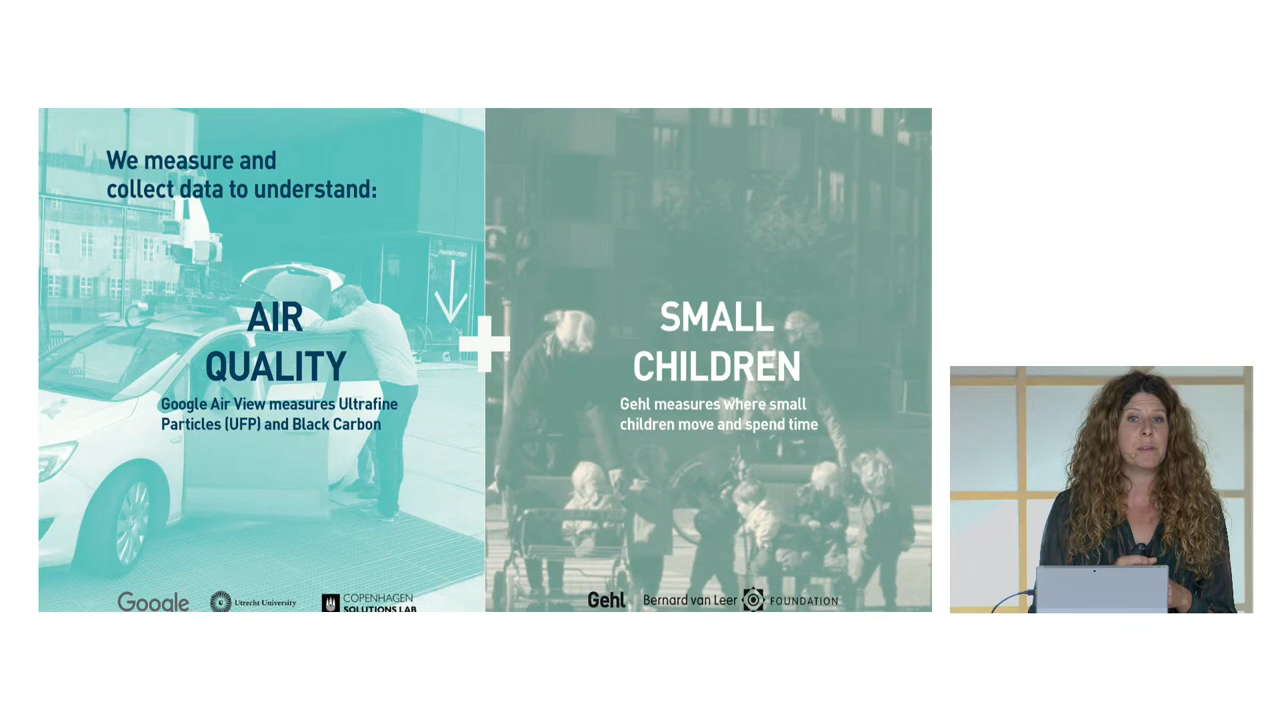 We measure and
collect data to understand:
AIR
QUALITY
Google Air View measures Ultrafine
Particles (UFP) and Black Carbon
Google
Utrecht University
COPENHAGEN
SOLUTIONS LAB
+
SMALL
CHILDREN
Gehl measures where small
children move and spend time
Gehl
Bernard van Leer FOUNDATION